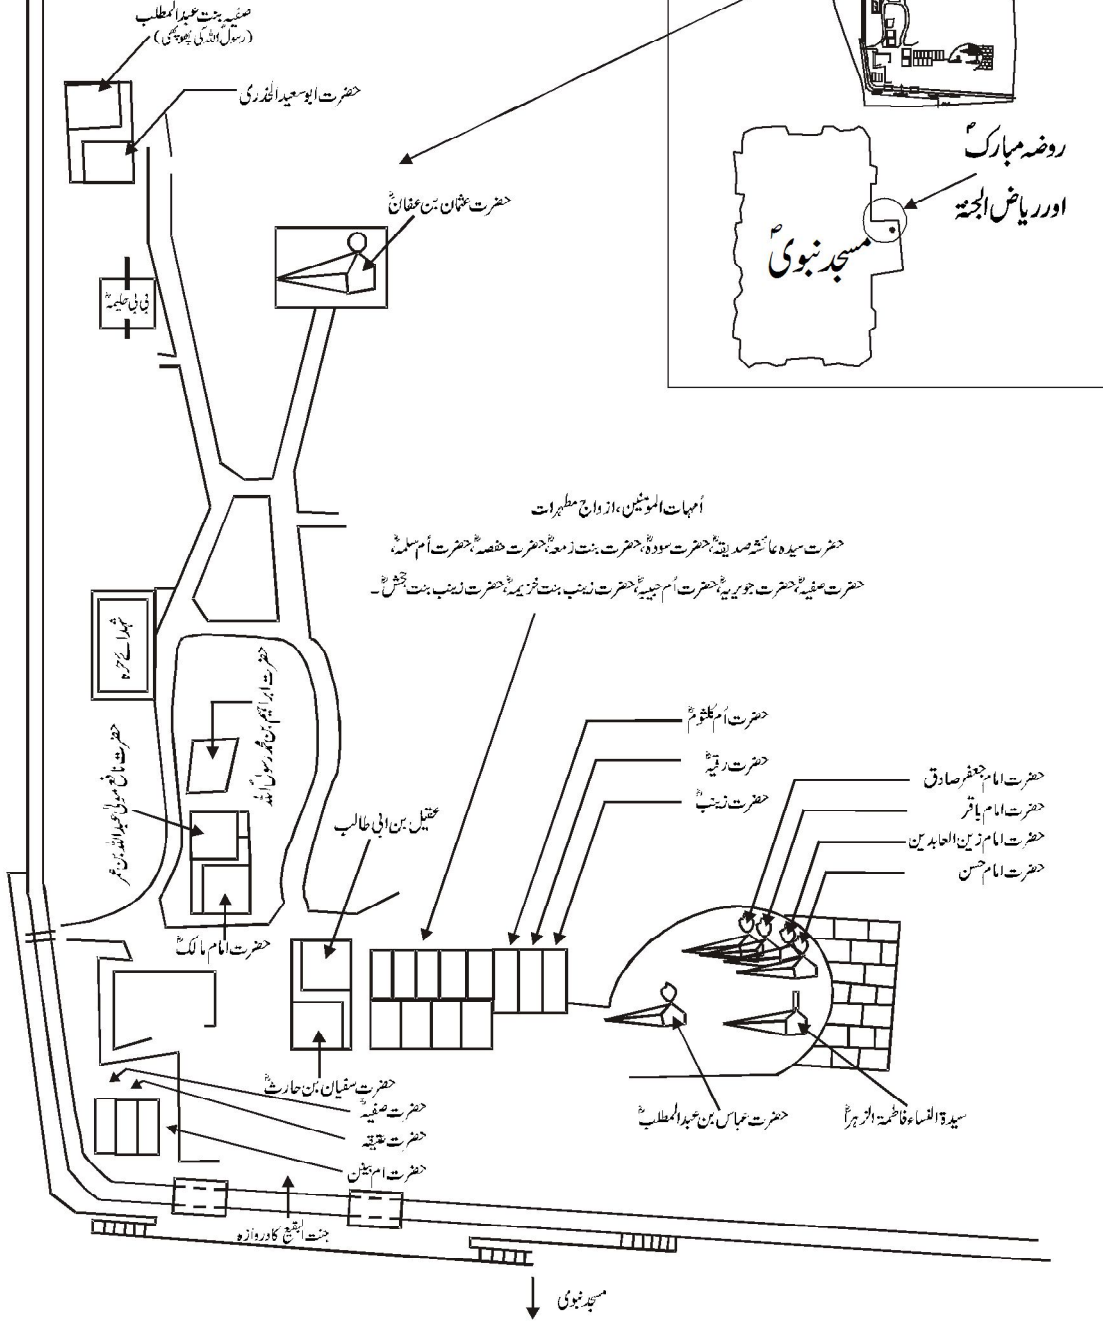 صفیہ بنت عبدالمطلب
(رسول اللہ کی پھوپھی)
حضرت ابوسعید الخدری
حضرت عثمان بن عفانؓ
روضہ مبارکؐ
اور ریاض الجنۃ
مسجد نبویؐ
بی بی حلیمہؓ
اُمہات المومنین، ازواج مطہرات
حضرت سیدہ عائشہ صدیقہؓ، حضرت سودہؓ، حضرت بنت زمعہؓ، حضرت حفصہؓ، حضرت اُم سلمہؓ،
حضرت صفیہؓ، حضرت جویریہؓ، حضرت اُم حبیبہؓ، حضرت زینب بنت خزیمہؓ، حضرت زینب بنت جحشؓ۔
شہدائے حرہ
حضرت ابراہیم بن محمد رسول اللہؐ
حضرت نافع مولیٰ عبداللہ بن عمر
حضرت اُم کلثومؓ
حضرت رقیہؓ
حضرت زینبؓ
حضرت امام جعفر صادق
حضرت امام باقر
حضرت امام زین العابدین
حضرت امام حسن
عقیل بن ابی طالب
حضرت امام مالکؓ
حضرت سفیان بن حارثؓ
حضرت صفیہؓ
حضرت عتیقہ
حضرت ام بنین
حضرت عباس بن عبدالمطلبؓ
سیدۃ النساء فاطمۃ الزہراؓ
جنت البقیع کا دروازہ
مسجد نبوی